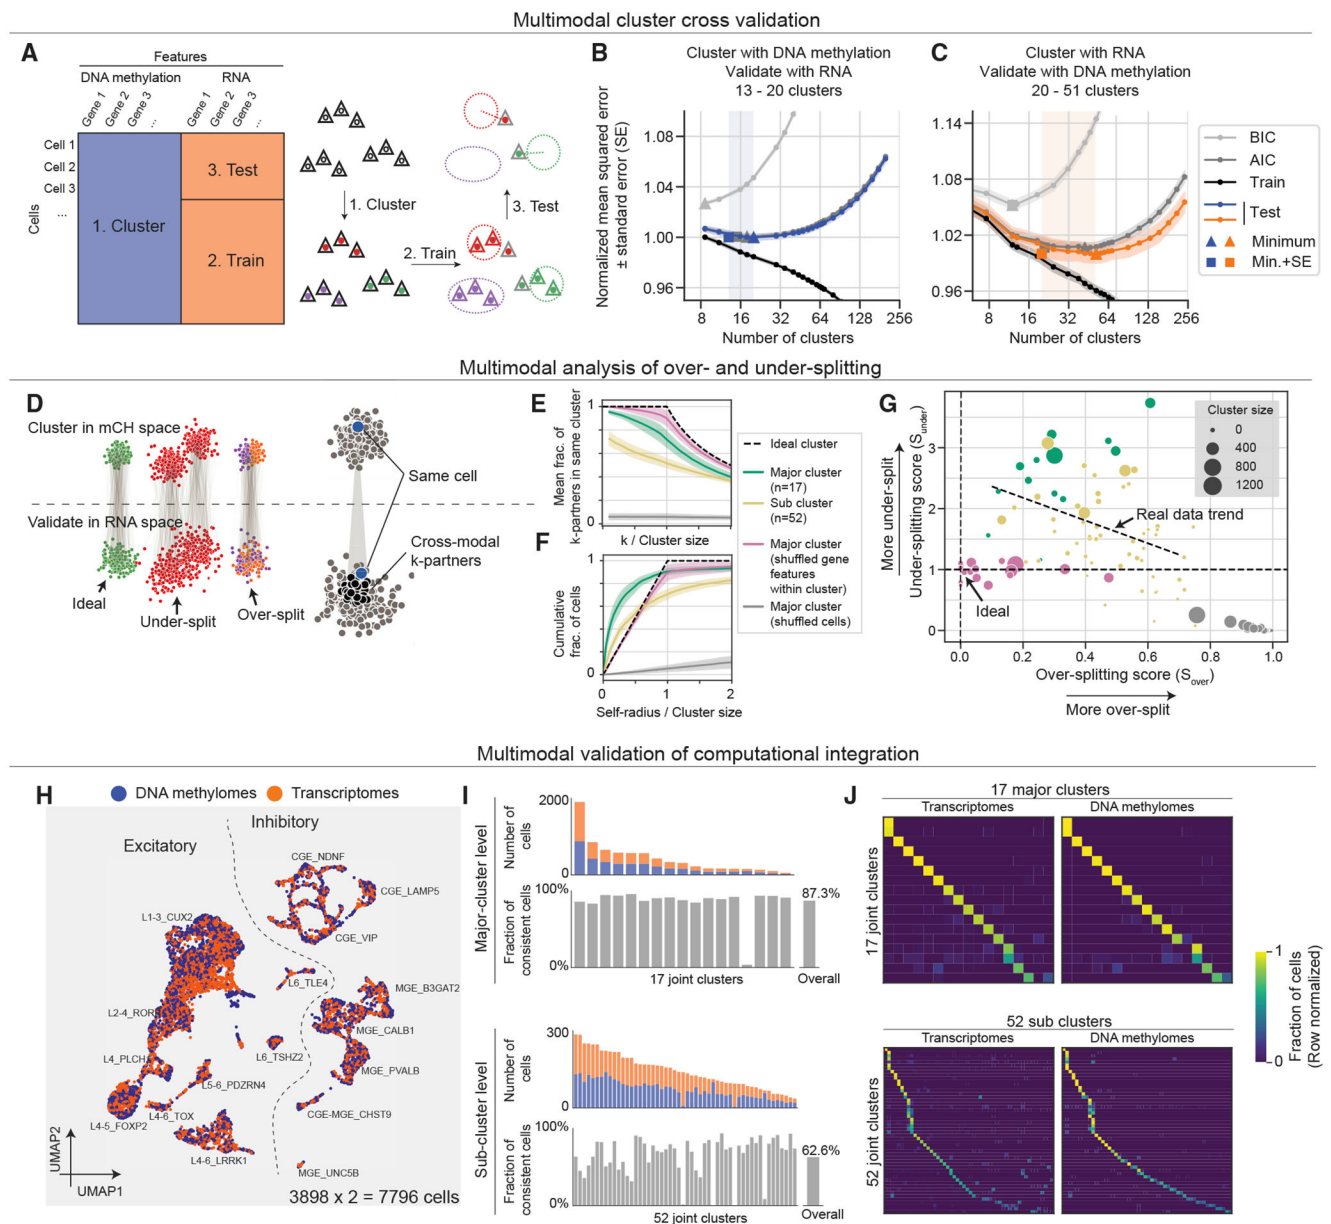 Multimodal cluster cross validation
A
Features
DNA methylation
RNA
Gene 1
Gene 2
Gene 3
...
Gene 1
Gene 2
Gene 3
...
Cells
Cell 1
Cell 2
Cell 3
...
1. Cluster
3. Test
2. Train
1. Cluster
2. Train
3. Test
B
Cluster with DNA methylation
Validate with RNA
13 - 20 clusters
Normalized mean squared error
± standard error (SE)
1.08
1.04
1.00
0.96
8 16 32 64 128 256
Number of clusters
C
Cluster with RNA
Validate with DNA methylation
20 - 51 clusters
1.14
1.08
1.02
0.96
8 16 32 64 128 256
Number of clusters
BIC
AIC
Train
Test
Minimum
Min.+SE
Multimodal analysis of over- and under-splitting
D
Cluster in mCH space
Validate in RNA space
Ideal
Under-split
Over-split
Same cell
Cross-modal
k-partners
E
Mean frac. of
k-partners in same cluster
1
0
k / Cluster size
F
Cumulative
frac. of cells
1
0
0 1 2
Self-radius / Cluster size
Ideal cluster
Major cluster
(n=17)
Sub cluster
(n=52)
Major cluster
(shuffled gene
features
within cluster)
Major cluster
(shuffled cells)
G
More under-split
Under-splitting score (Sunder)
3
2
1
0
Cluster size
0
400
800
1200
Real data trend
Ideal
0.0 0.2 0.4 0.6 0.8 1.0
Over-splitting score (Sover)
More over-split
Multimodal validation of computational integration
H
DNA methylomes
Transcriptomes
Excitatory
Inhibitory
CGE_NDNF
CGE_LAMP5
CGE_VIP
L1-3_CUX2
L6_TLE4
MGE_B3GAT2
L2-4_RORB
MGE_CALB1
L4_PLCH1
L6_TSHZ2
MGE_PVALB
L5-6_PDZRN4
L4-6_TOX
CGE-MGE_CHST9
L4-5_FOXP2
L4-6_LRRK1
MGE_UNC5B
UMAP2
UMAP1
3898 x 2 = 7796 cells
I
Major-cluster level
Number of
cells
2000
0
Fraction of
consistent cells
100%
0%
87.3%
17 joint clusters
Overall
Sub-cluster level
Number of
cells
300
0
Fraction of
consistent cells
100%
0%
62.6%
52 joint clusters
Overall
J
17 major clusters
Transcriptomes
DNA methylomes
17 joint clusters
52 sub clusters
Transcriptomes
DNA methylomes
52 joint clusters
1
0
Fraction of cells
(Row normalized)